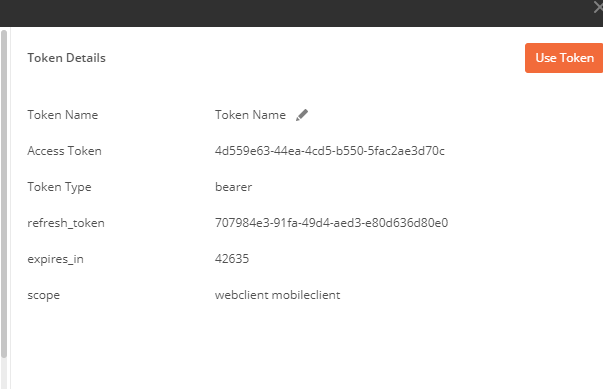 Token Details Use Token
Token Name Token Name
Access Token 4d559e63-44ea-4cd5-b550-5fac2ae3d70c
Token Type bearer
refresh_token 707984e3-91fa-49d4-aed3-e80d636d80e0
expires_in 42635
scope webclient mobileclient